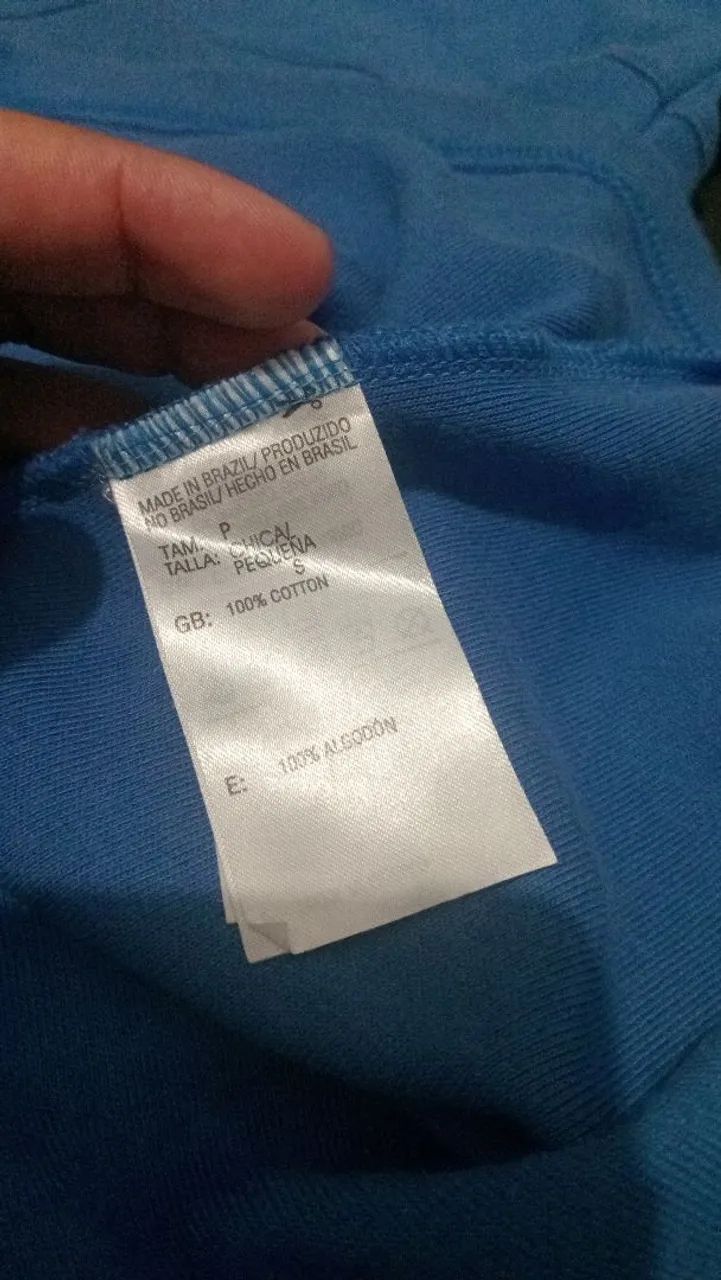 MADE IN BRAZIL/ PRODUZIDO
NO BRASIL/ HECHO EN BRASIL
TAM. P
TALLA: CHICA/
PEQUEÑA
S
GB: 100% COTTON
E: 100% ALGODÓN